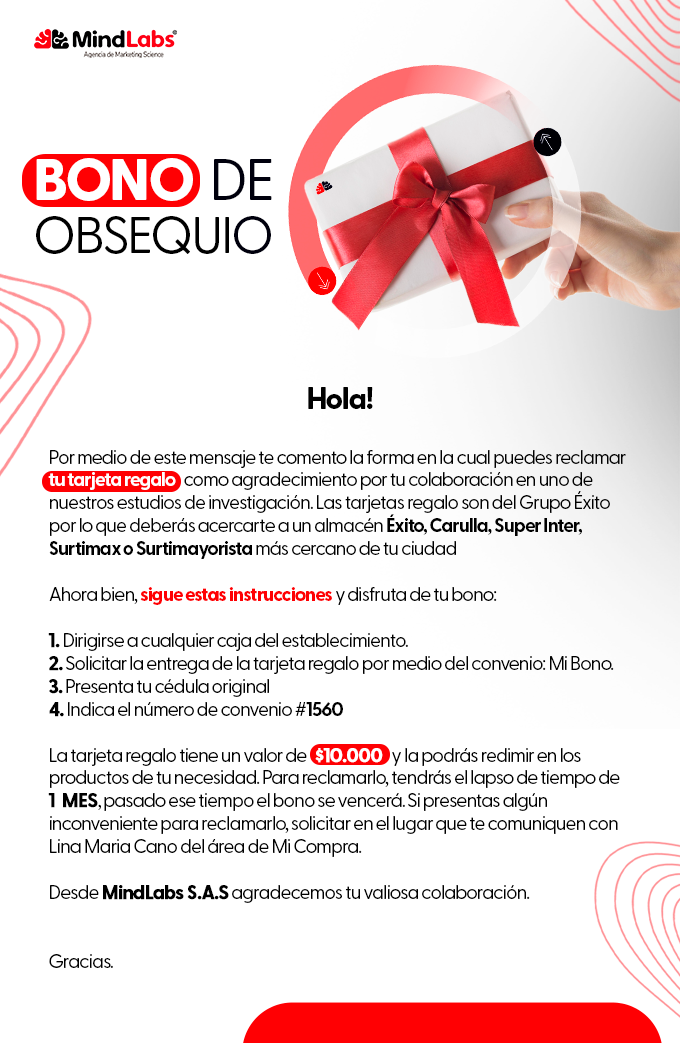 MindLabs®
Agencia de Marketing Science
BONO DE
OBSEQUIO
Hola!
Por medio de este mensaje te comento la forma en la cual puedes reclamar
tu tarjeta regalo como agradecimiento por tu colaboración en uno de
nuestros estudios de investigación. Las tarjetas regalo son del Grupo Éxito
por lo que deberás acercarte a un almacén Éxito, Carulla, Super Inter,
Surtimax o Surtimayorista más cercano de tu ciudad
Ahora bien, sigue estas instrucciones y disfruta de tu bono:
1. Dirigirse a cualquier caja del establecimiento.
2. Solicitar la entrega de la tarjeta regalo por medio del convenio: Mi Bono.
3. Presenta tu cédula original
4. Indica el número de convenio #1560
La tarjeta regalo tiene un valor de $10.000 y la podrás redimir en los
productos de tu necesidad. Para reclamarlo, tendrás el lapso de tiempo de
1 MES, pasado ese tiempo el bono se vencerá. Si presentas algún
inconveniente para reclamarlo, solicitar en el lugar que te comuniquen con
Lina Maria Cano del área de Mi Compra.
Desde MindLabs S.A.S agradecemos tu valiosa colaboración.
Gracias.